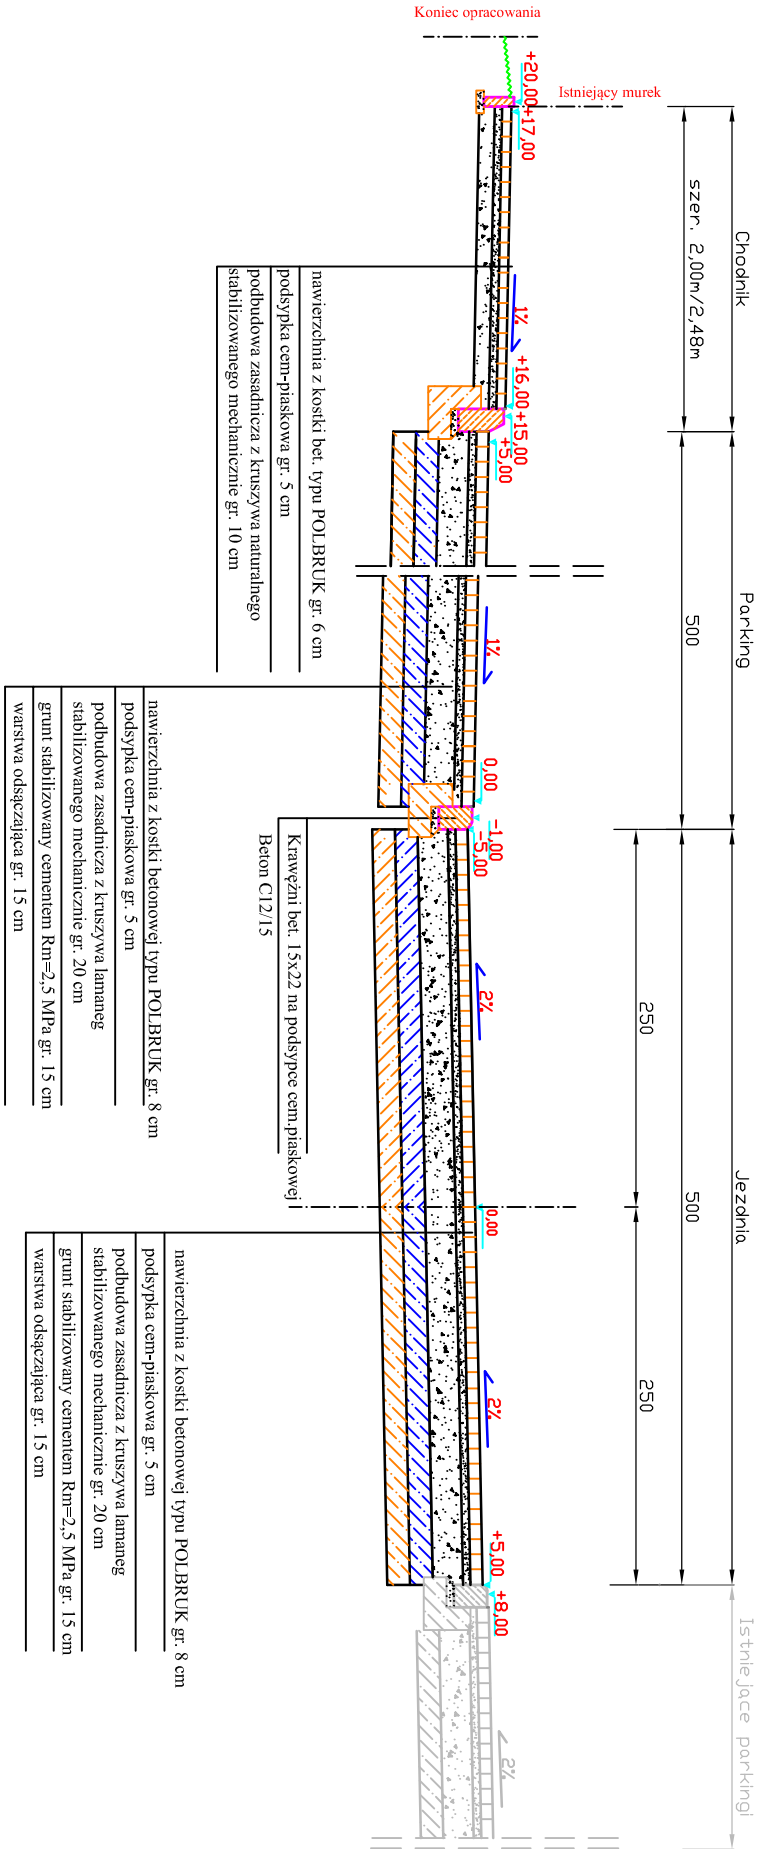 Koniec opracowania
Istniejący murek
+20,00
+17,00
Chodnik
szer. 2,00m/2,48m
1%
+16,00
+15,00
+5,00
nawierzchnia z kostki bet. typu POLBRUK gr. 6 cm
podsypka cem-piaskowa gr. 5 cm
podbudowa zasadnicza z kruszywa naturalnego
stabilizowanego mechanicznie gr. 10 cm
Parking
500
1%
0,00
-1,00
-5,00
nawierzchnia z kostki betonowej typu POLBRUK gr. 8 cm
podsypka cem-piaskowa gr. 5 cm
podbudowa zasadnicza z kruszywa lamaneg
stabilizowanego mechanicznie gr. 20 cm
grunt stabilizowany cementem Rm=2,5 MPa gr. 15 cm
warstwa odsączająca gr. 15 cm
Krawężni bet. 15x22 na podsypce cem.piaskowej
Beton C12/15
Jezdnia
500
250
250
2%
0,00
2%
+5,00
+8,00
nawierzchnia z kostki betonowej typu POLBRUK gr. 8 cm
podsypka cem-piaskowa gr. 5 cm
podbudowa zasadnicza z kruszywa lamaneg
stabilizowanego mechanicznie gr. 20 cm
grunt stabilizowany cementem Rm=2,5 MPa gr. 15 cm
warstwa odsączająca gr. 15 cm
Istniejące parkingi
2%